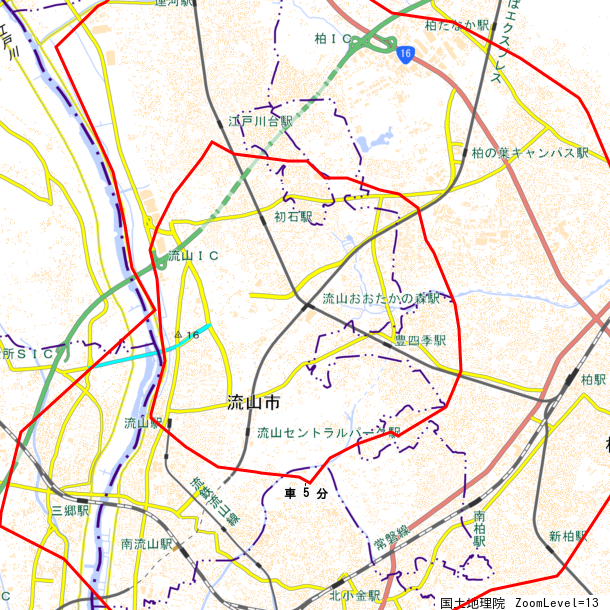 運河駅
柏たなか駅
ばエクスプレス
江戸川
柏ＩＣ
16
江戸川台駅
柏の葉キャンパス駅
初石駅
流山ＩＣ
流山おおたかの森駅
16
豊四季駅
所ＳＩＣ
柏駅
流山市
流山駅
流山セントラルパーク駅
柏
車 5 分
流鉄流山線
三郷駅
常磐線
南柏駅
新柏駅
南流山駅
C
北小金駅
国土地理院 ZoomLevel=13